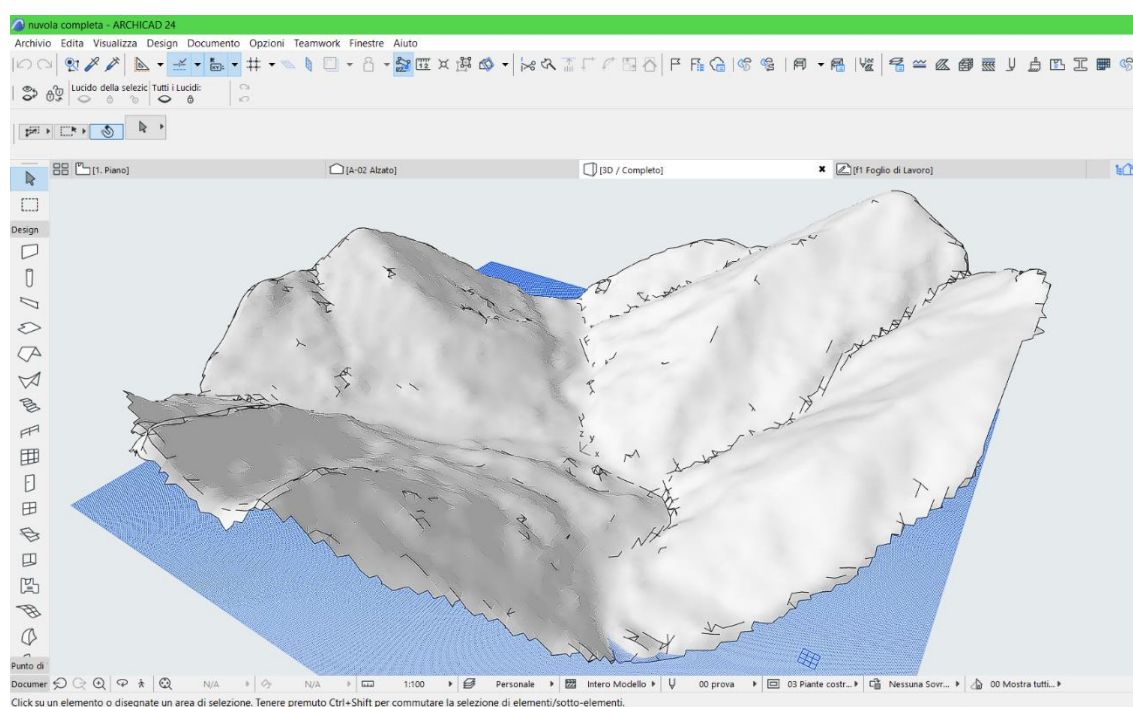 nuvola completa - ARCHICAD 24
Archivio Edita Visualizza Design Documento Opzioni Teamwork Finestre Aiuto
Lucido della selezic Tutti i Lucidi:
[1. Piano] [A-02 Alzato] [3D / Completo] [f1 Foglio di Lavoro]
Design
z y
x
Punto di
Documer N/A N/A 1:100 Personale Intero Modello 00 prova 03 Piante costr... Nessuna Sovr... 00 Mostra tutti...
Click su un elemento o disegnate un area di selezione. Tenere premuto Ctrl+Shift per commutare la selezione di elementi/sotto-elementi.